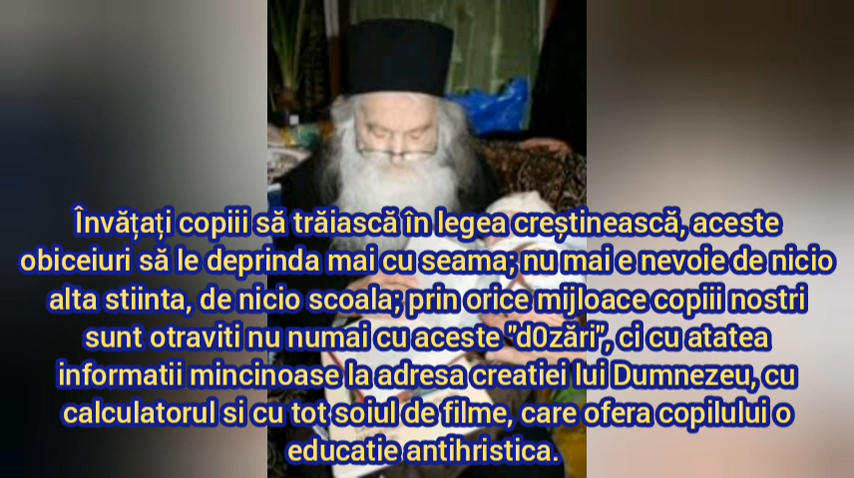 Învățați copiii să trăiască în legea creștinească, aceste
obiceiuri să le deprinda mai cu seama; nu mai e nevoie de nicio
alta stiinta, de nicio scoala; prin orice mijloace copiii nostri
sunt otraviti nu numai cu aceste "d0zări", ci cu atatea
informatii mincinoase la adresa creatiei lui Dumnezeu, cu
calculatorul si cu tot soiul de filme, care ofera copilului o
educatie antihristica.